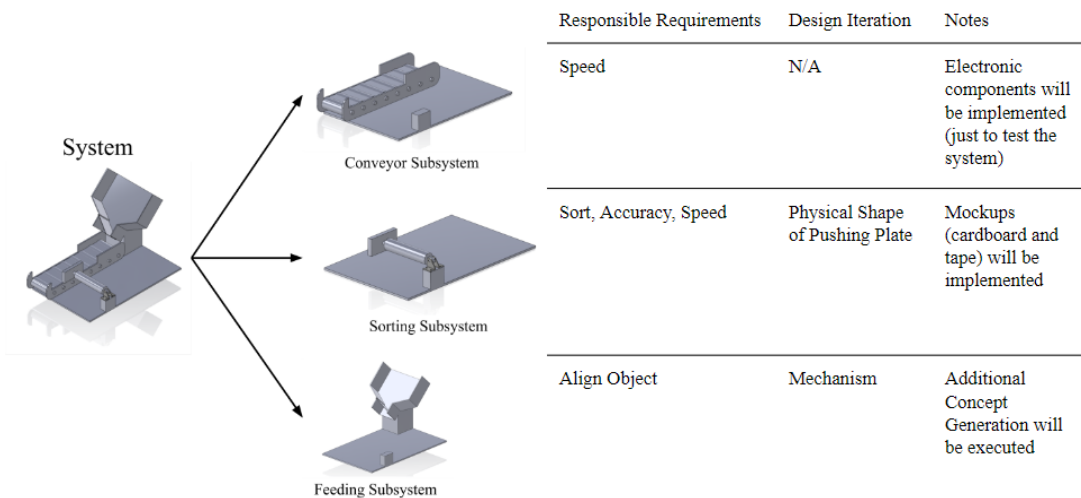 Responsible Requirements Design Iteration Notes
System
Conveyor Subsystem
Speed N/A Electronic
components will
be implemented
(just to test the
system)
Sorting Subsystem
Sort, Accuracy, Speed Physical Shape Mockups
of Pushing Plate (cardboard and
tape) will be
implemented
Feeding Subsystem
Align Object Mechanism Additional
Concept
Generation will
be executed